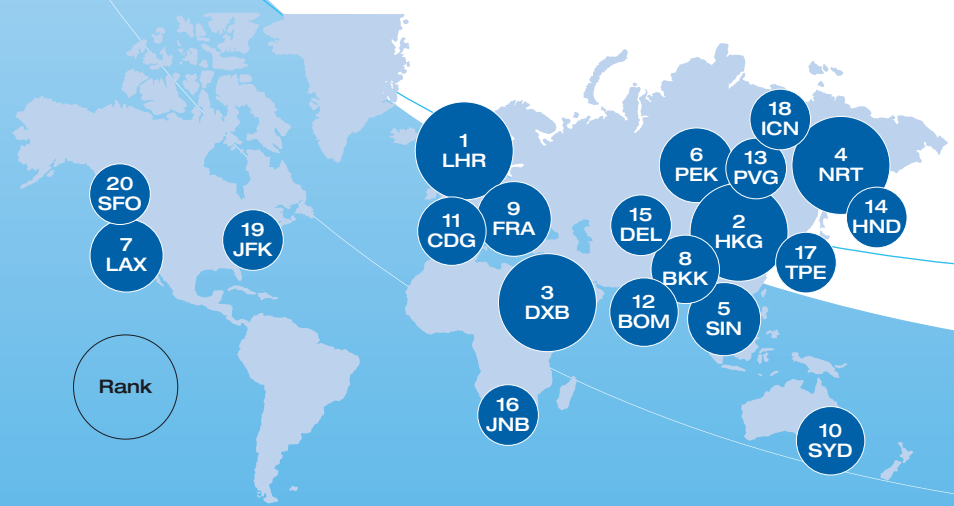 20
SFO
7
LAX
19
JFK
Rank
1
LHR
11
CDG
9
FRA
3
DXB
16
JNB
6
PEK
13
PVG
18
ICN
4
NRT
14
HND
15
DEL
2
HKG
8
BKK
17
TPE
12
BOM
5
SIN
10
SYD